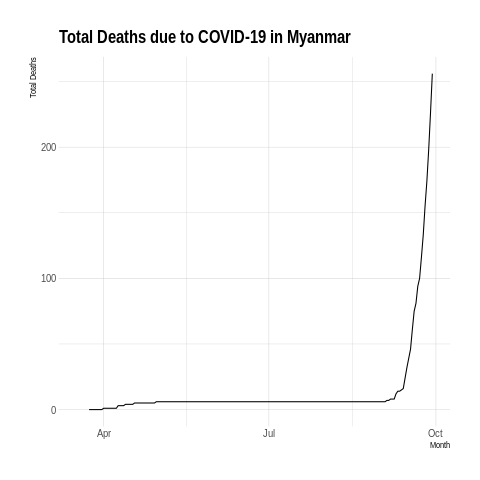 Total Deaths due to COVID-19 in Myanmar
Total Deaths
200
100
0
Apr Jul Oct
Month